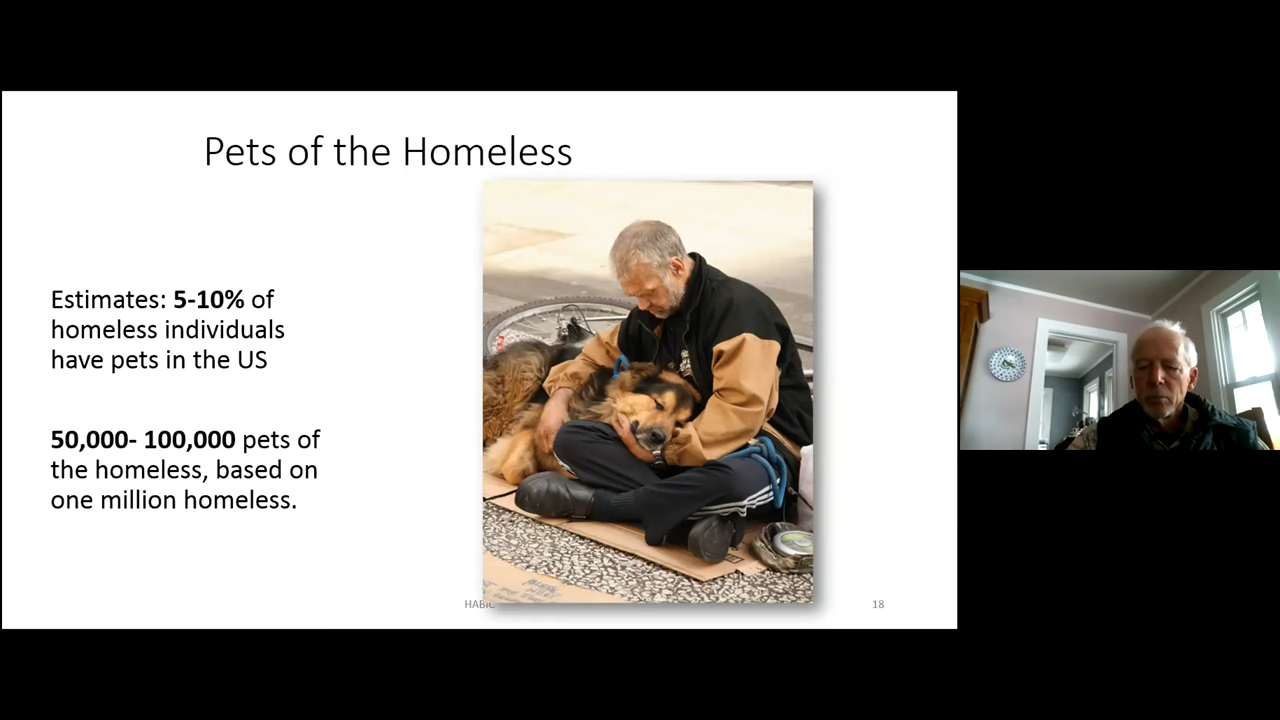 Pets of the Homeless
Estimates: 5-10% of
homeless individuals
have pets in the US
50,000- 100,000 pets of
the homeless, based on
one million homeless.
18